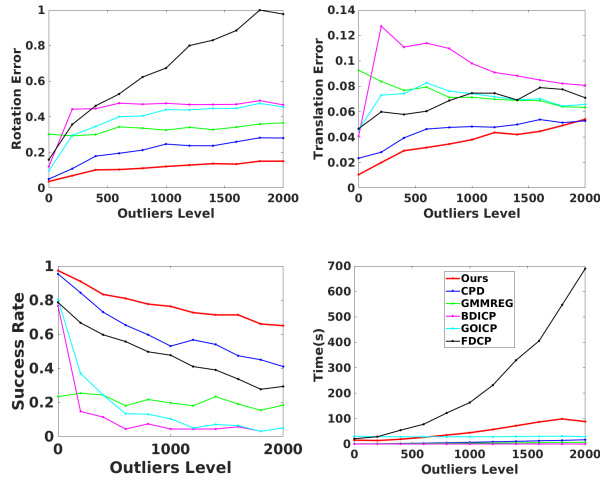 Rotation Error
1
0.8
0.6
0.4
0.2
0
0 500 1000 1500 2000
Outliers Level
Translation Error
0.14
0.12
0.1
0.08
0.06
0.04
0.02
0
0 500 1000 1500 2000
Outliers Level
Success Rate
1
0.8
0.6
0.4
0.2
0
0 1000 2000
Outliers Level
Time(s)
700
600
500
400
300
200
100
0
0 500 1000 1500 2000
Outliers Level
Ours
CPD
GMMREG
BDICP
GOICP
FDCP